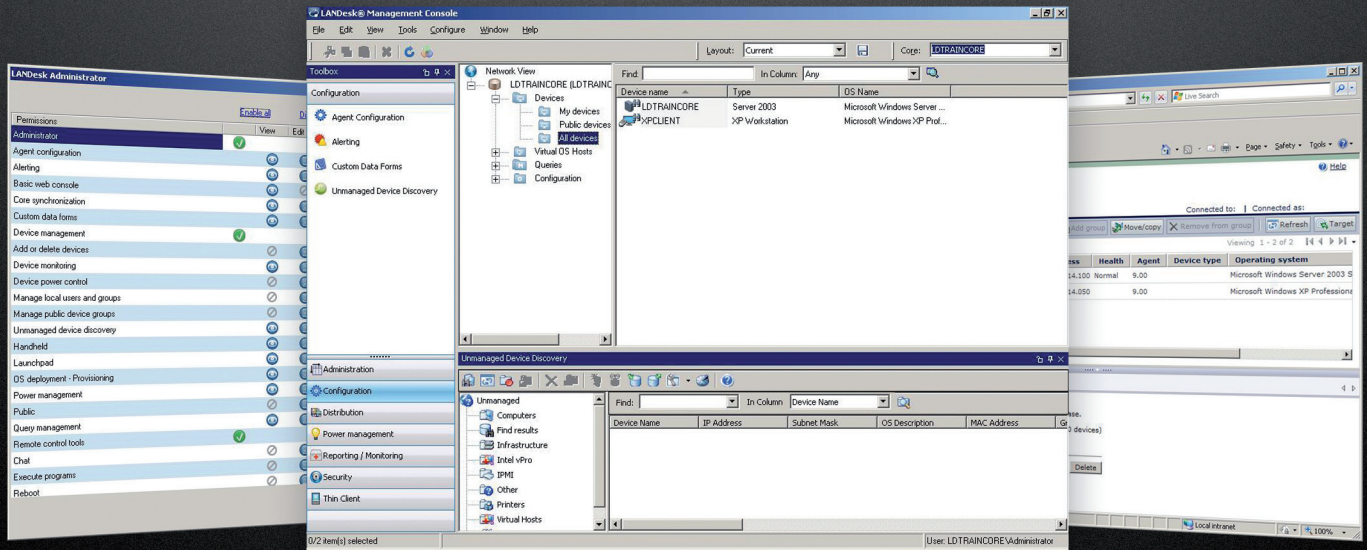 LANDesk Administrator
Enable all
Permissions
View
Edit
Administrator
Agent configuration
Alerting
Basic web console
Core synchronization
Custom data forms
Device management
Add or delete devices
Device monitoring
Device power control
Manage local users and groups
Manage public device groups
Unmanaged device discovery
Handheld
Launchpad
OS deployment - Provisioning
Power management
Public
Query management
Remote control tools
Chat
Execute programs
Reboot
LANDesk® Management Console
File Edit View Tools Configure Window Help
Layout: Current
Core: LDTRAINCORE
Toolbox
Configuration
Agent Configuration
Alerting
Custom Data Forms
Unmanaged Device Discovery
Administration
Configuration
Distribution
Power management
Reporting / Monitoring
Security
Thin Client
Network View
LDTRAINCORE (LDTRAINC
Devices
My devices
Public devices
All devices
Virtual OS Hosts
Queries
Configuration
Find: In Column: Any
Device name Type OS Name
LDTRAINCORE Server 2003 Microsoft Windows Server ...
XPCLIENT XP Workstation Microsoft Windows XP Prof...
Unmanaged Device Discovery
Unmanaged
Computers
Find results
Infrastructure
Intel vPro
IPMI
Other
Printers
Virtual Hosts
Find: In Column Device Name
Device Name IP Address Subnet Mask OS Description MAC Address
0/2 item(s) selected
User: LDTRAINCORE\Administrator
Live Search
Page Safety Tools
Help
Connected to: | Connected as:
Add group Move/copy Remove from group Refresh Target
Viewing 1 - 2 of 2
Health Agent Device type Operating system
14.100 Normal 9.00 Microsoft Windows Server 2003 S
14.050 9.00 Microsoft Windows XP Professiona
devices)
Delete
Local intranet
100%